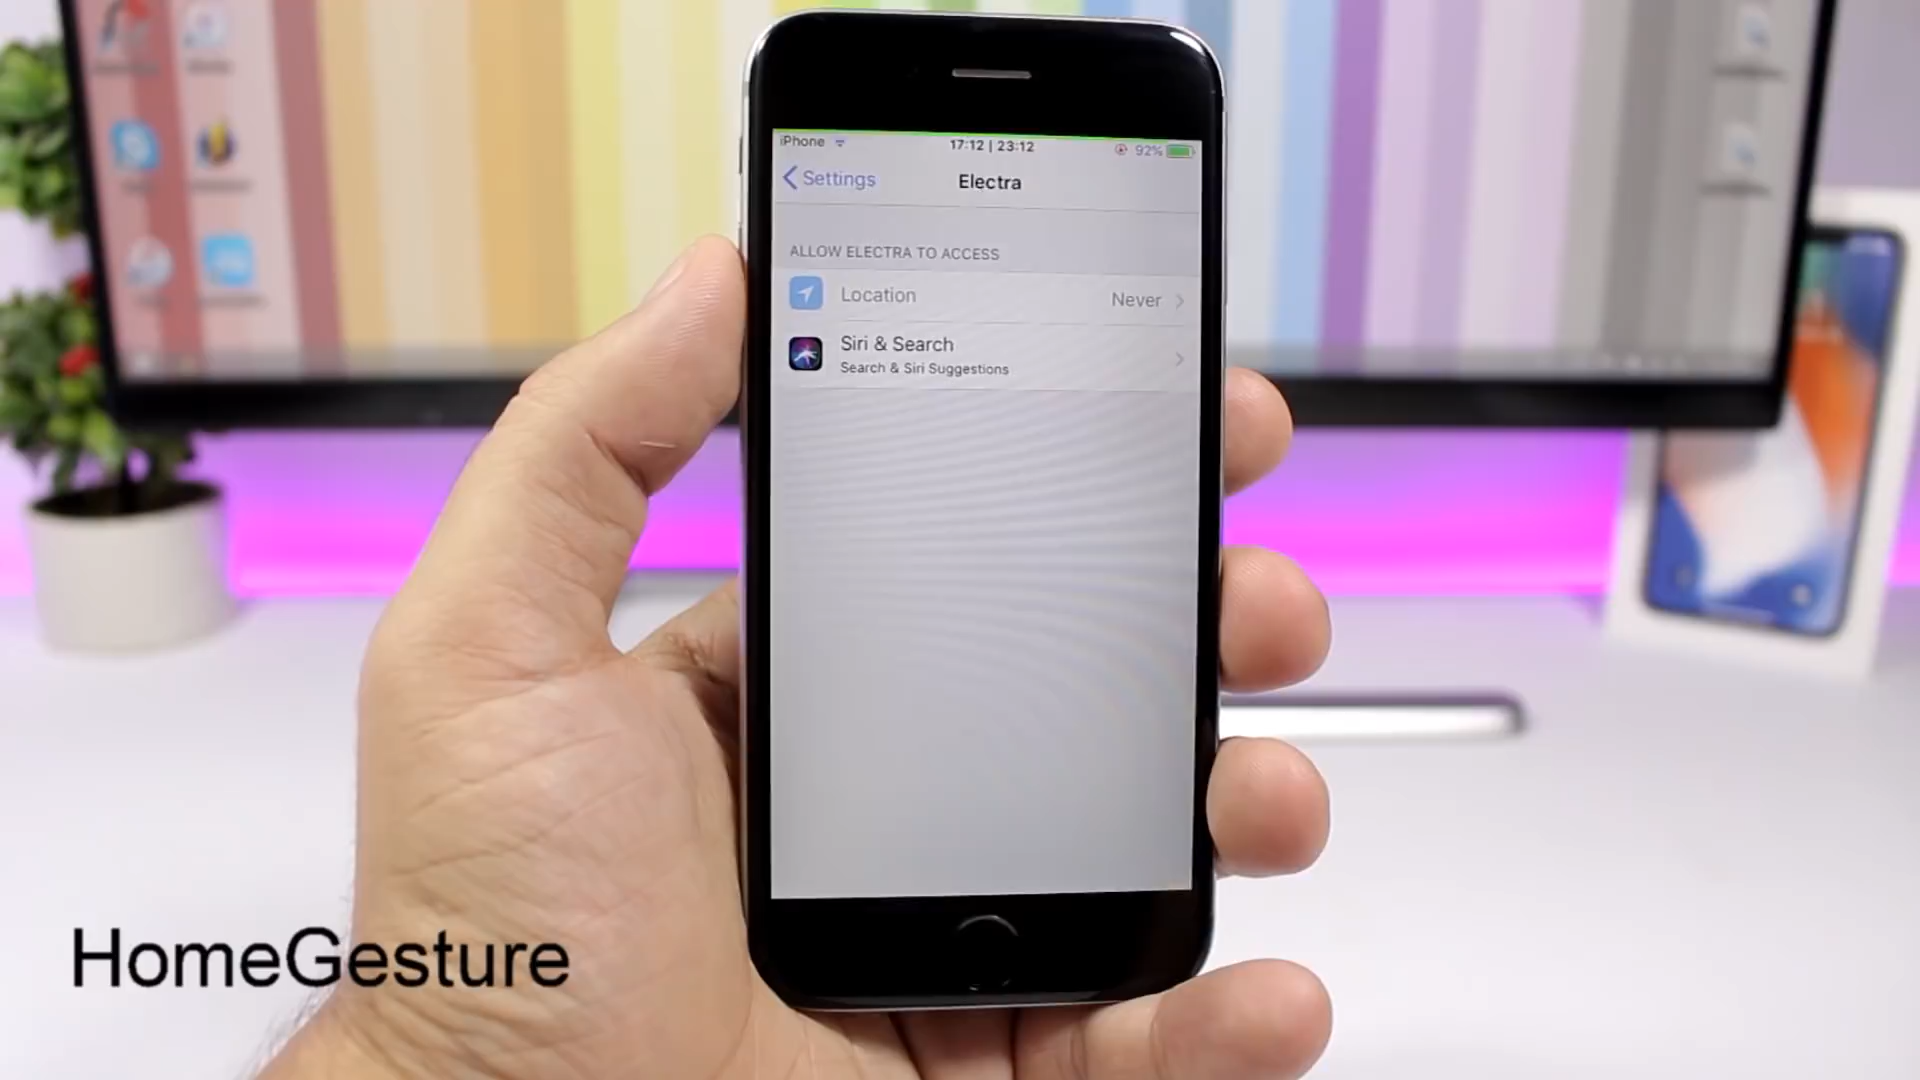 iPhone 17:12 | 23:12 92%
Settings Electra
ALLOW ELECTRA TO ACCESS
Location Never
Siri & Search
Search & Siri Suggestions
HomeGesture